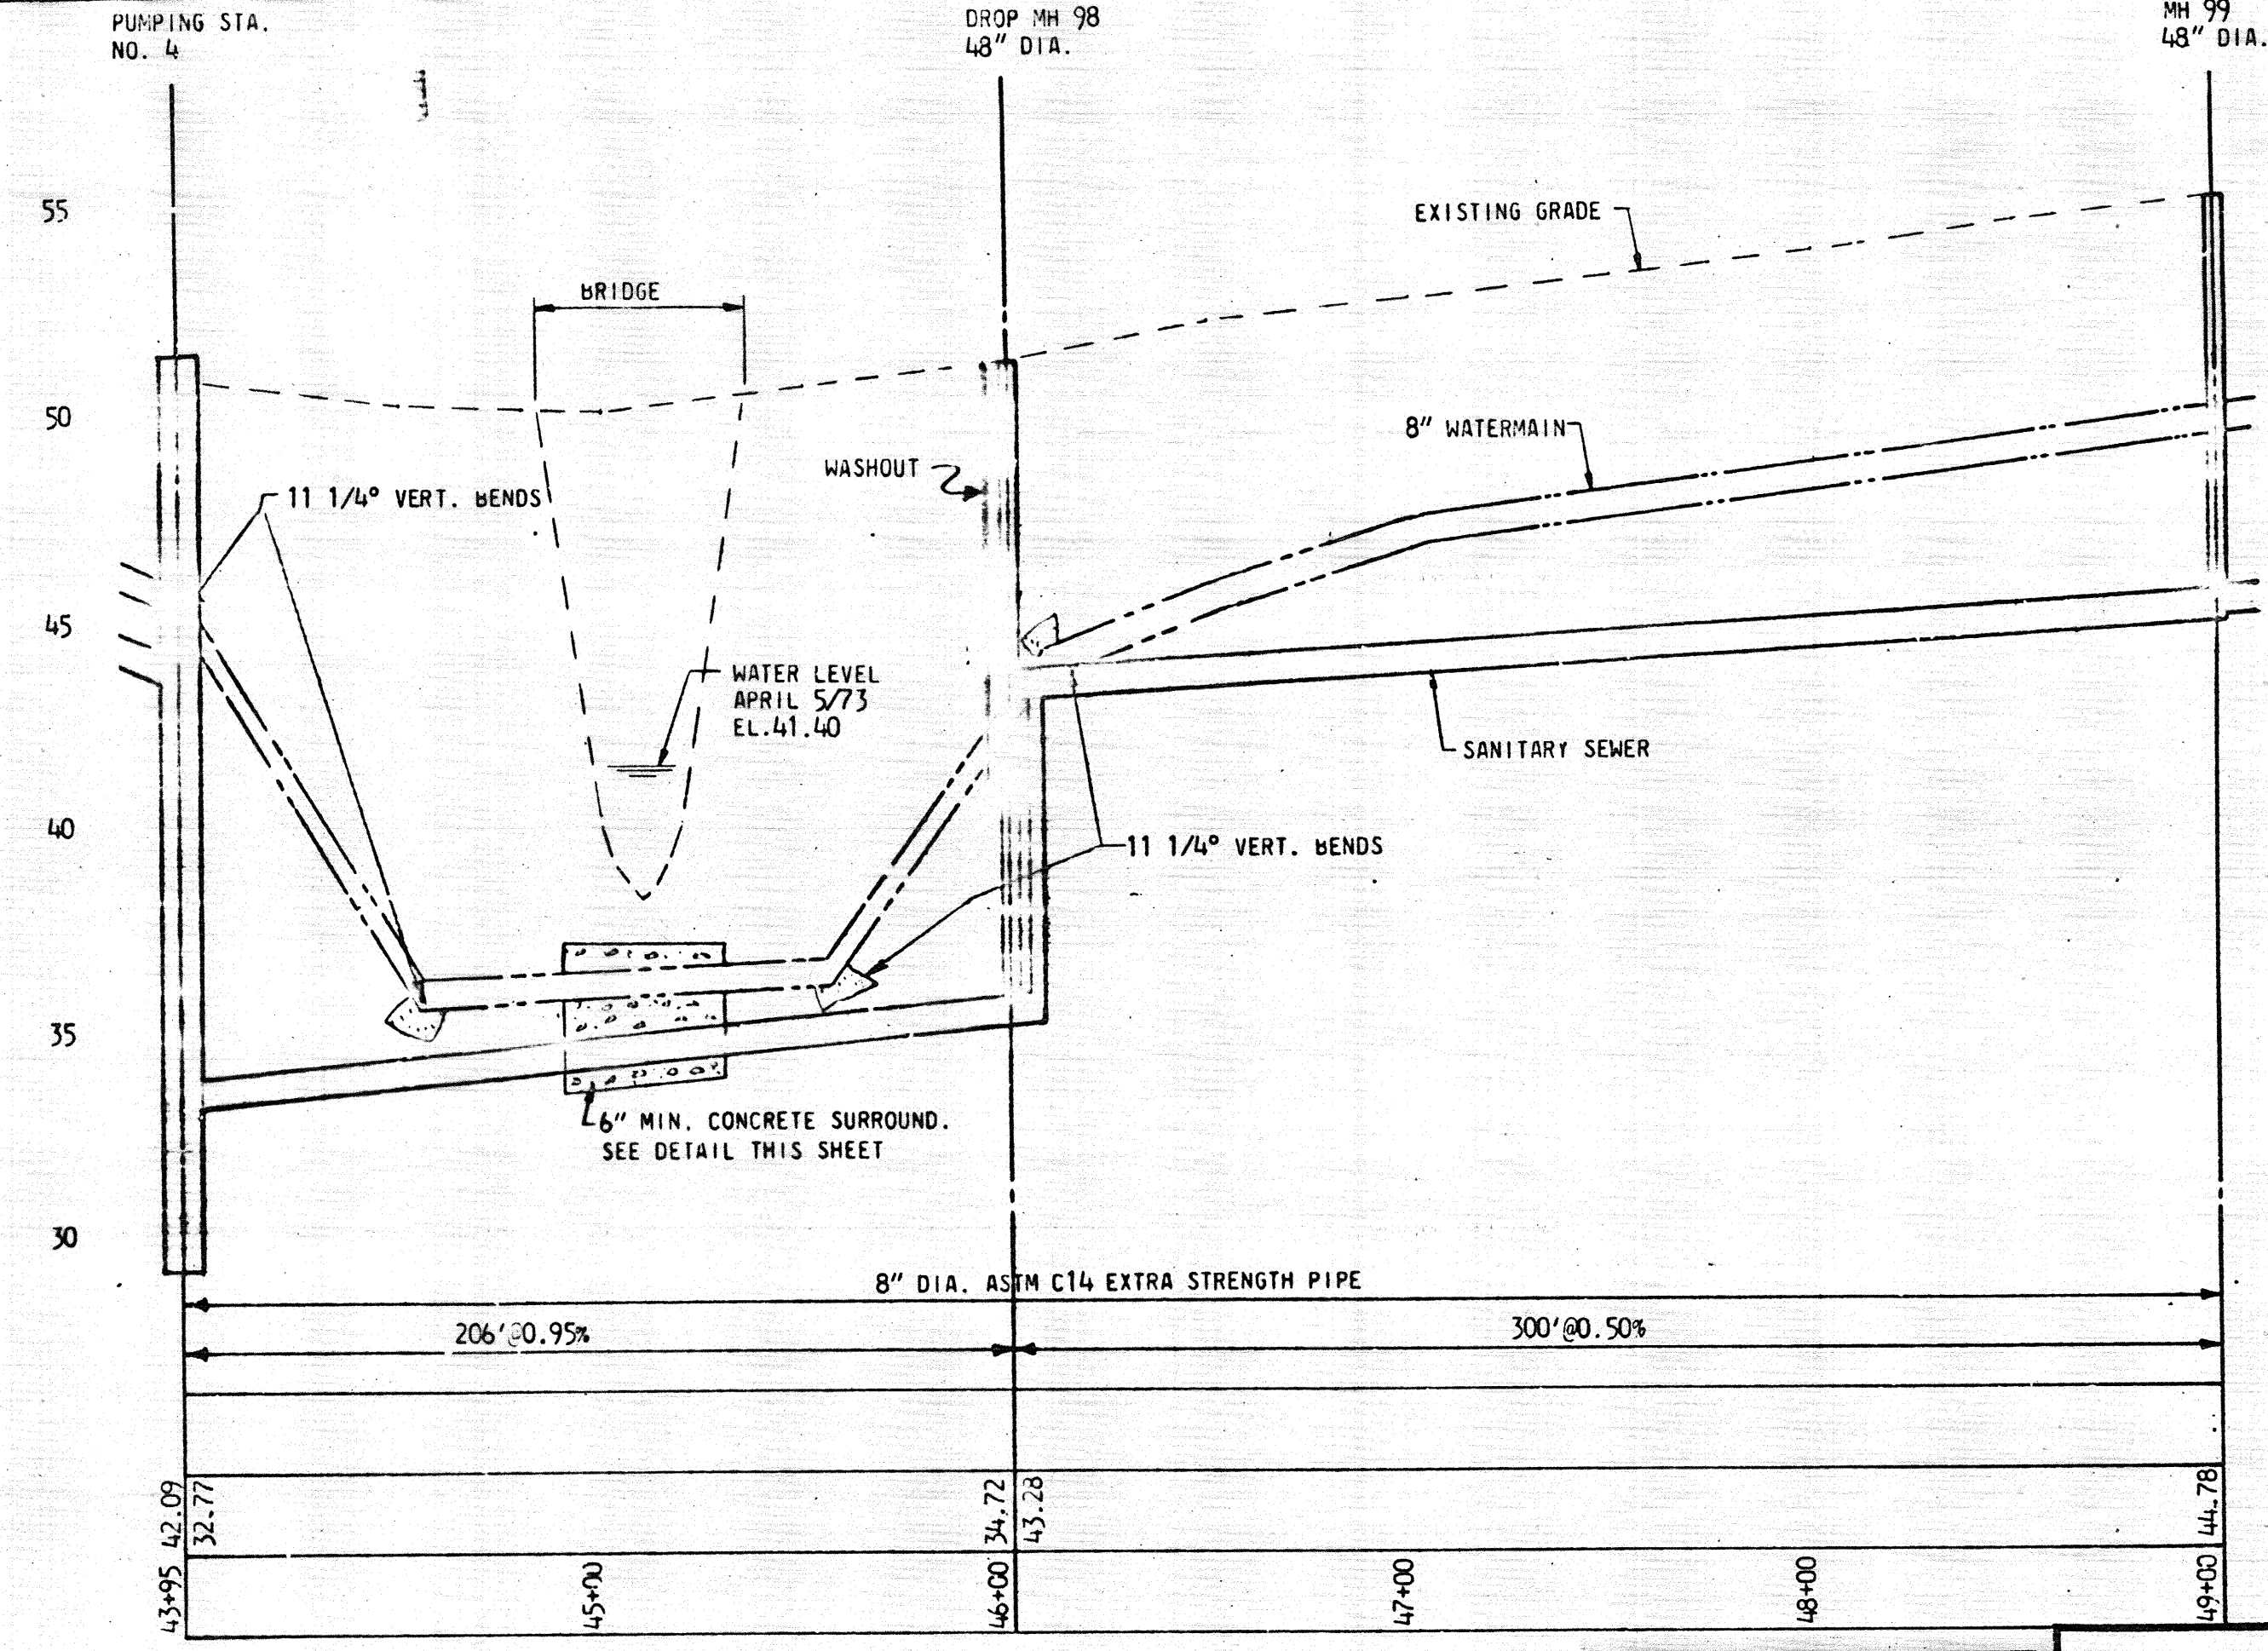 PUMPING STA.
NO. 4
DROP MH 98
48" DIA.
MH 99
48" DIA.
55
EXISTING GRADE
BRIDGE
50
8" WATERMAIN
WASHOUT
11 1/4° VERT. BENDS
45
WATER LEVEL
APRIL 5/73
EL.41.40
SANITARY SEWER
40
11 1/4° VERT. BENDS
35
6" MIN. CONCRETE SURROUND.
SEE DETAIL THIS SHEET
30
8" DIA. ASTM C14 EXTRA STRENGTH PIPE
206'@0.95%
300'@0.50%
42.09
32.77
34.72
43.28
44.78
43+95
45+00
46+00
47+00
48+00
49+00